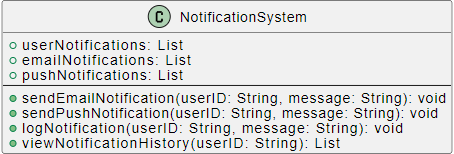 C NotificationSystem
userNotifications: List
emailNotifications: List
pushNotifications: List
sendEmailNotification(userID: String, message: String): void
sendPushNotification(userID: String, message: String): void
logNotification(userID: String, message: String): void
viewNotificationHistory(userID: String): List